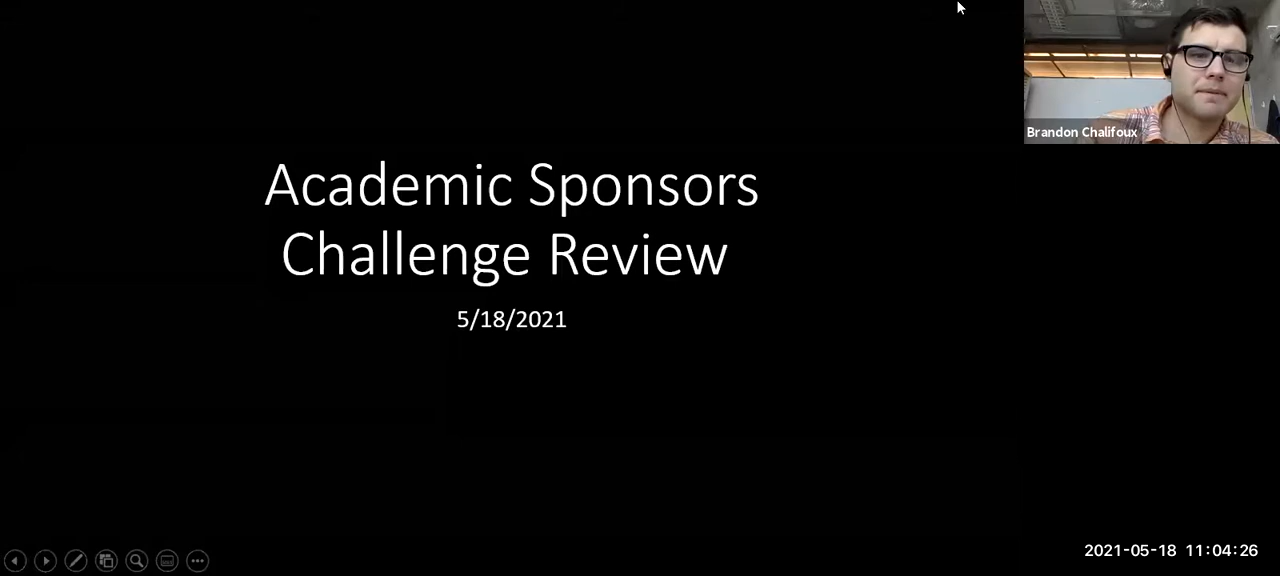 Brandon Chalifoux
Academic Sponsors
Challenge Review
5/18/2021
2021-05-18 11:04:26